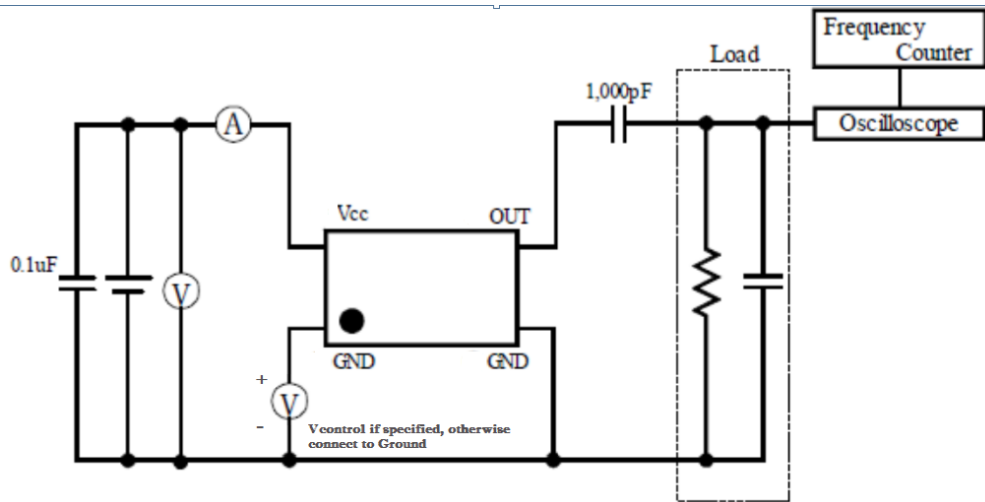 Frequency
Counter
Load
1,000pF
Oscilloscope
A
Vcc
OUT
0.1uF
V
GND
GND
+
V
-
Vcontrol if specified, otherwise
connect to Ground